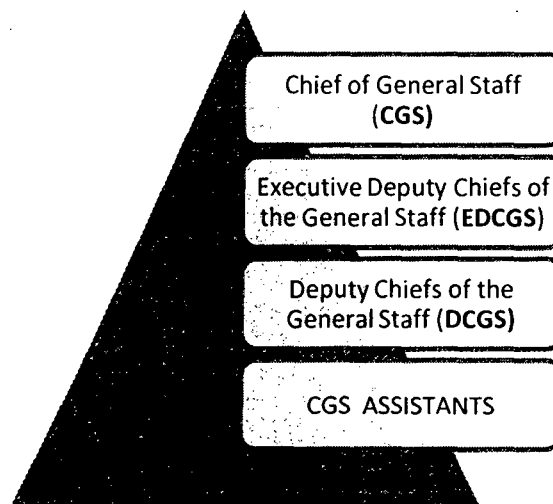 Chief of General Staff
(CGS)
Executive Deputy Chiefs of
the General Staff (EDCGS)
Deputy Chiefs of the
General Staff (DCGS)
CGS ASSISTANTS